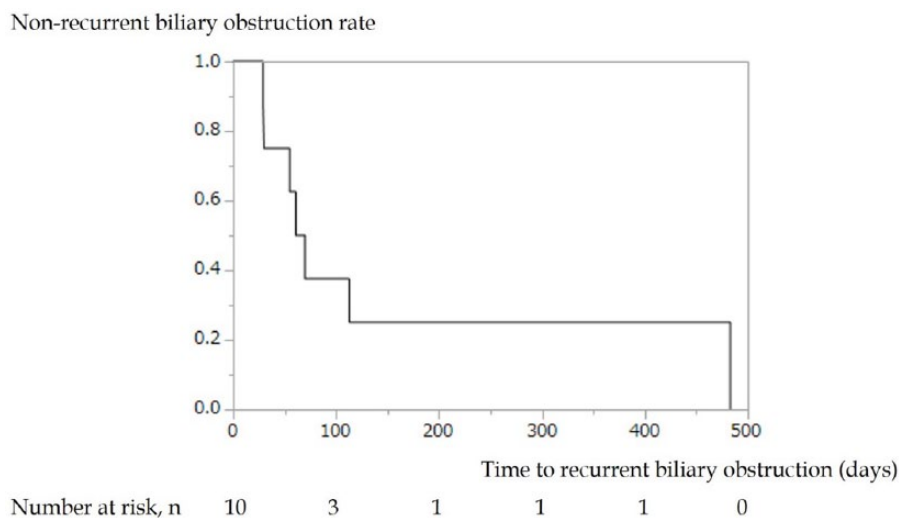 Non-recurrent biliary obstruction rate
1.0
0.8
0.6
0.4
0.2
0.0
0 100 200 300 400 500
Time to recurrent biliary obstruction (days)
Number at risk, n 10 3 1 1 1 0